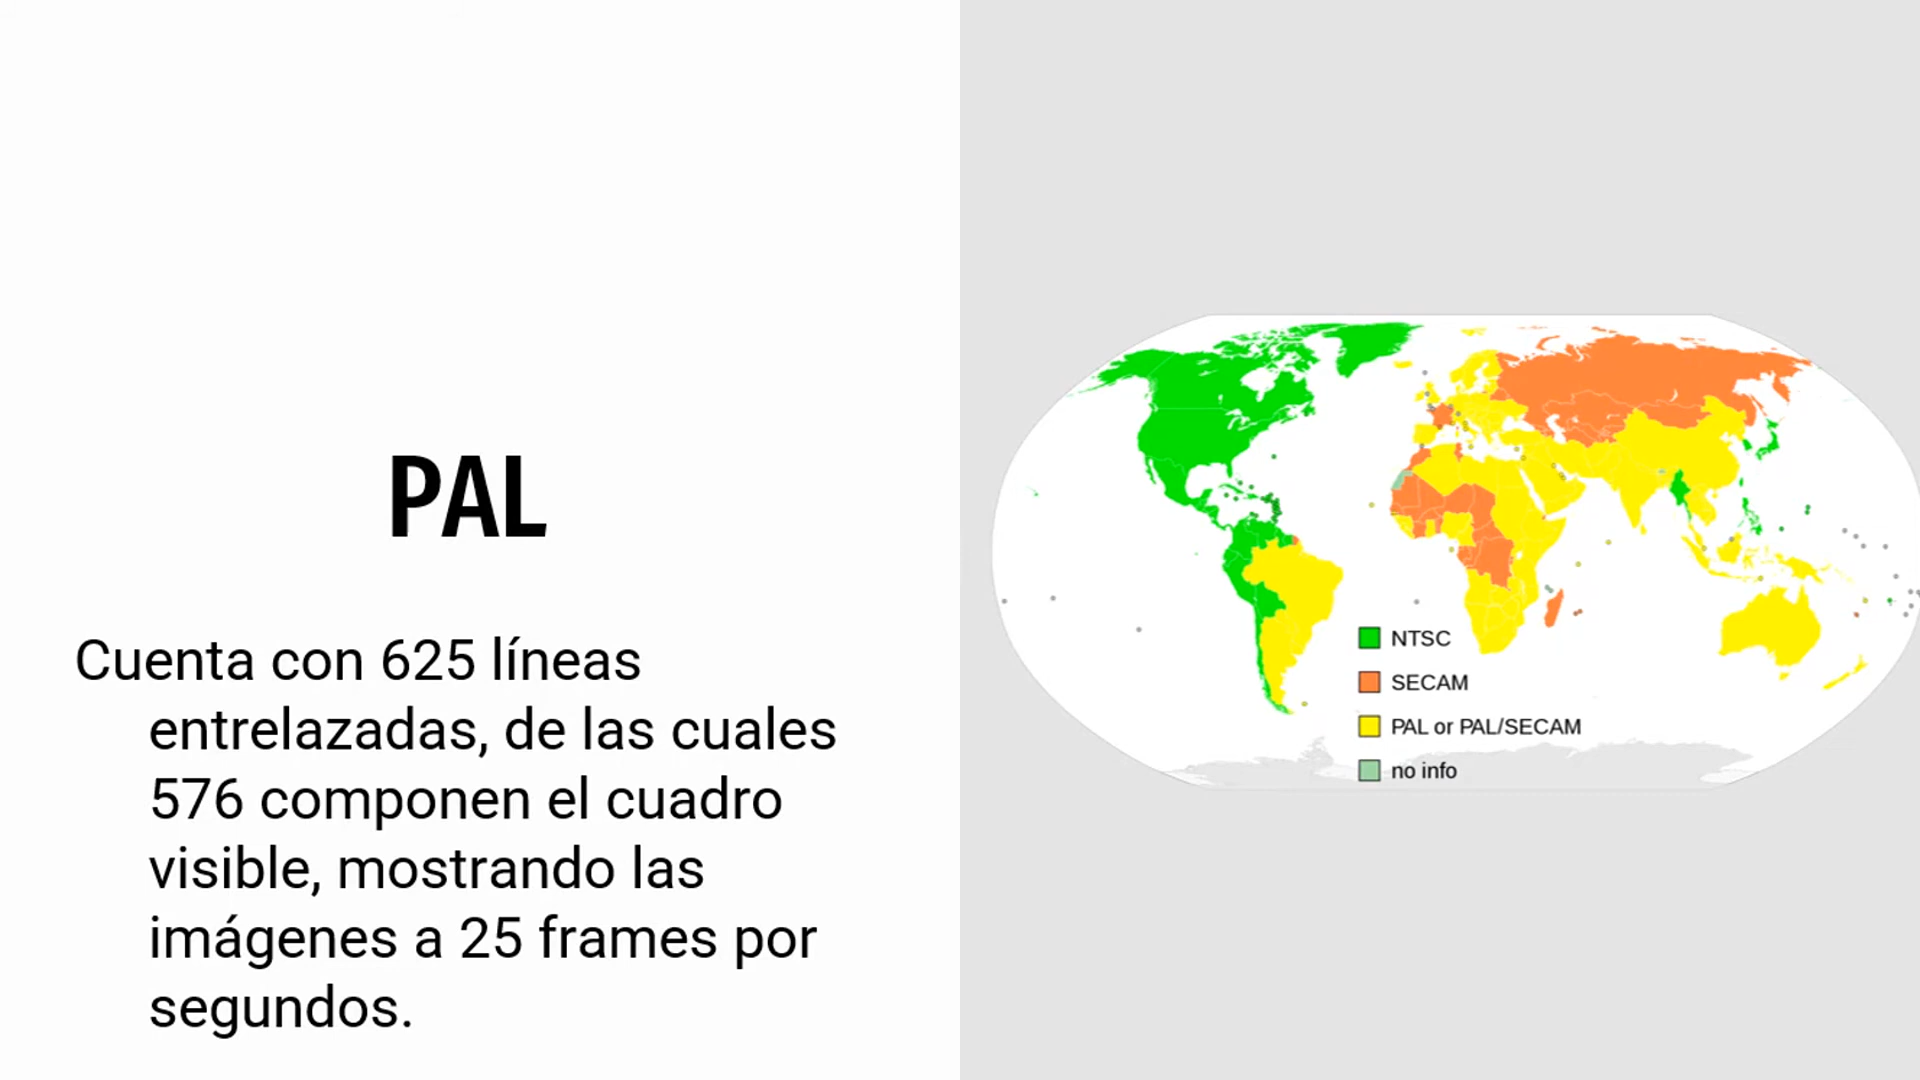 PAL
Cuenta con 625 líneas
entrelazadas, de las cuales
576 componen el cuadro
visible, mostrando las
imágenes a 25 frames por
segundos.
NTSC
SECAM
PAL or PAL/SECAM
no info